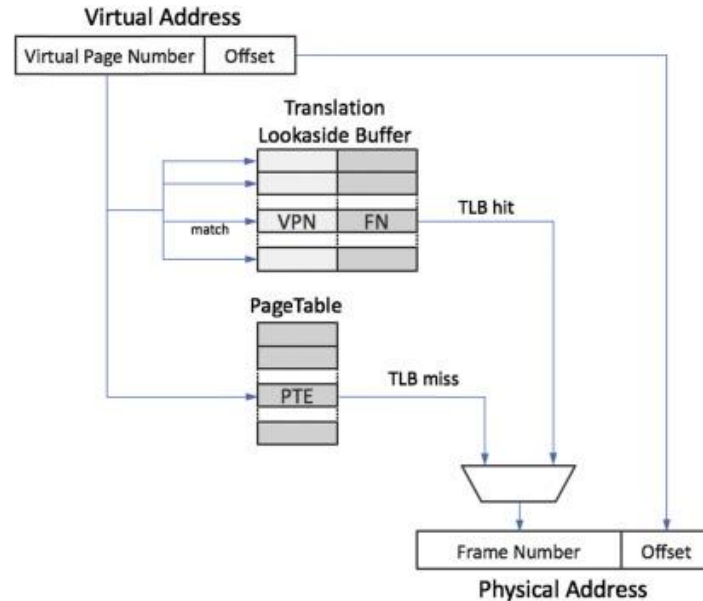 Virtual Address
Virtual Page Number Offset
Translation
Lookaside Buffer
VPN FN
TLB hit
match
PageTable
TLB miss
PTE
Frame Number Offset
Physical Address